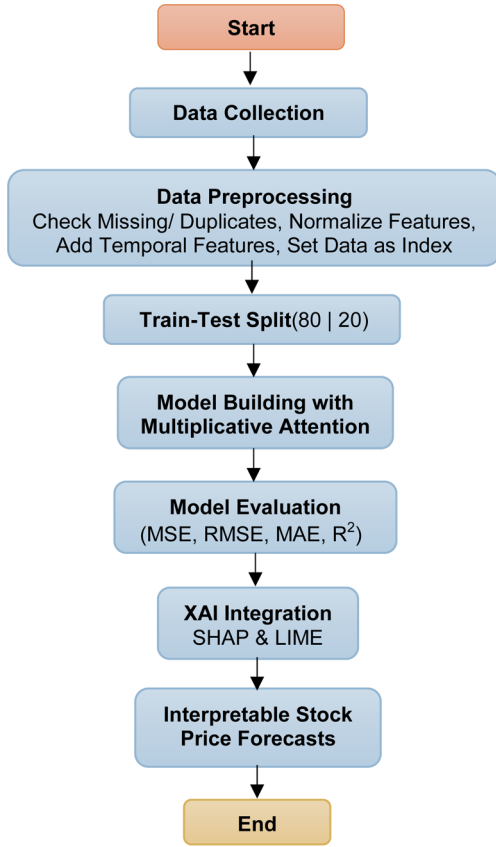 Start
Data Collection
Data Preprocessing
Check Missing/ Duplicates, Normalize Features,
Add Temporal Features, Set Data as Index
Train-Test Split(80 | 20)
Model Building with
Multiplicative Attention
Model Evaluation
(MSE, RMSE, MAE, R²)
XAI Integration
SHAP & LIME
Interpretable Stock
Price Forecasts
End